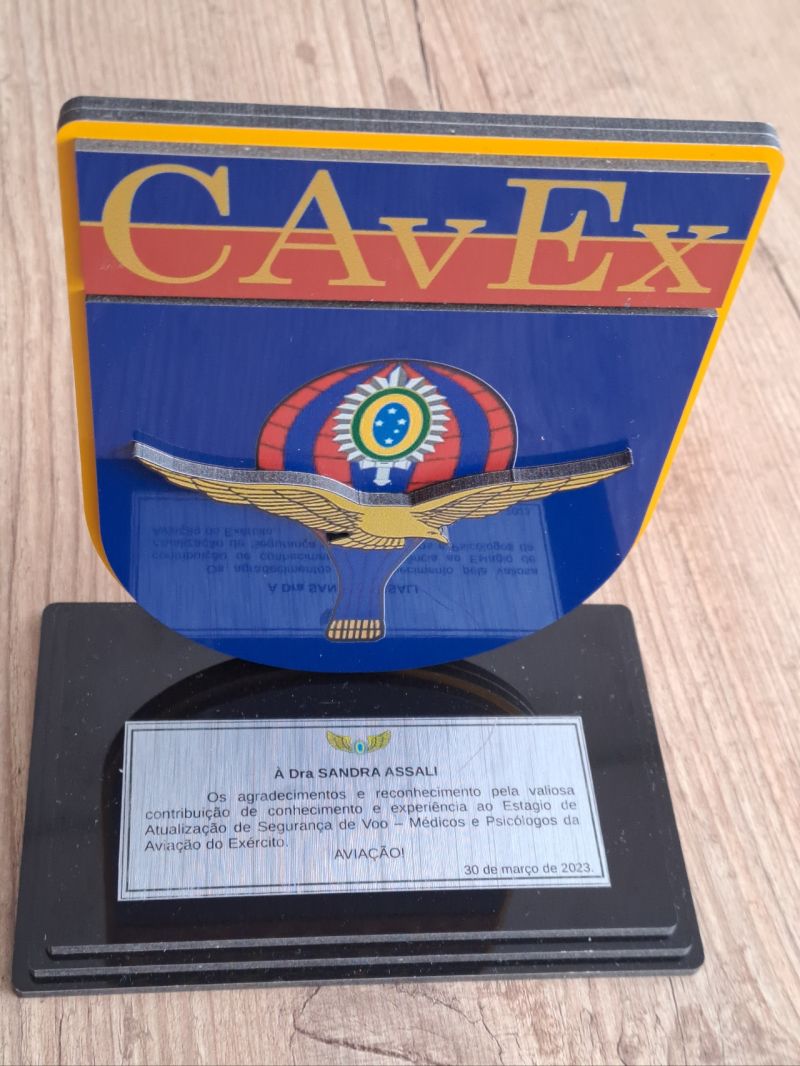 CAvEx
À Dra SANDRA ASSALI
Os agradecimentos e reconhecimento pela valiosa
contribuição de conhecimento e experiência ao Estagio de
Atualização de Segurança de Voo – Médicos e Psicólogos da
Aviação do Exército.
AVIAÇÃO!
30 de março de 2023.